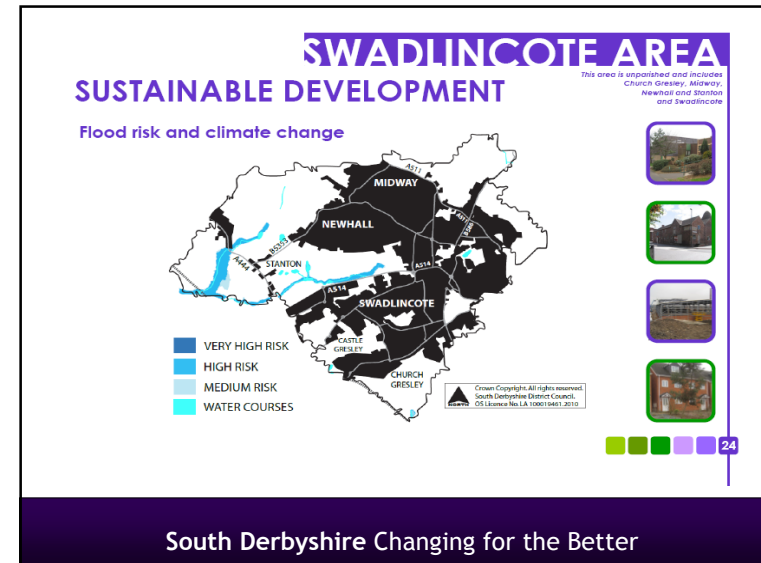 SWADLINCOTE AREA
This area is unparished and includes
Church Gresley, Midway,
Newhall and Stanton
and Swadlincote
SUSTAINABLE DEVELOPMENT
Flood risk and climate change
A511
MIDWAY
A511
A586
NEWHALL
B5353
A444
STANTON
A514
A514
SWADLINCOTE
CASTLE
GRESLEY
CHURCH
GRESLEY
VERY HIGH RISK
HIGH RISK
MEDIUM RISK
WATER COURSES
NORTH
Crown Copyright. All rights reserved.
South Derbyshire District Council.
OS Licence No. LA 100019461.2010
24
South Derbyshire Changing for the Better